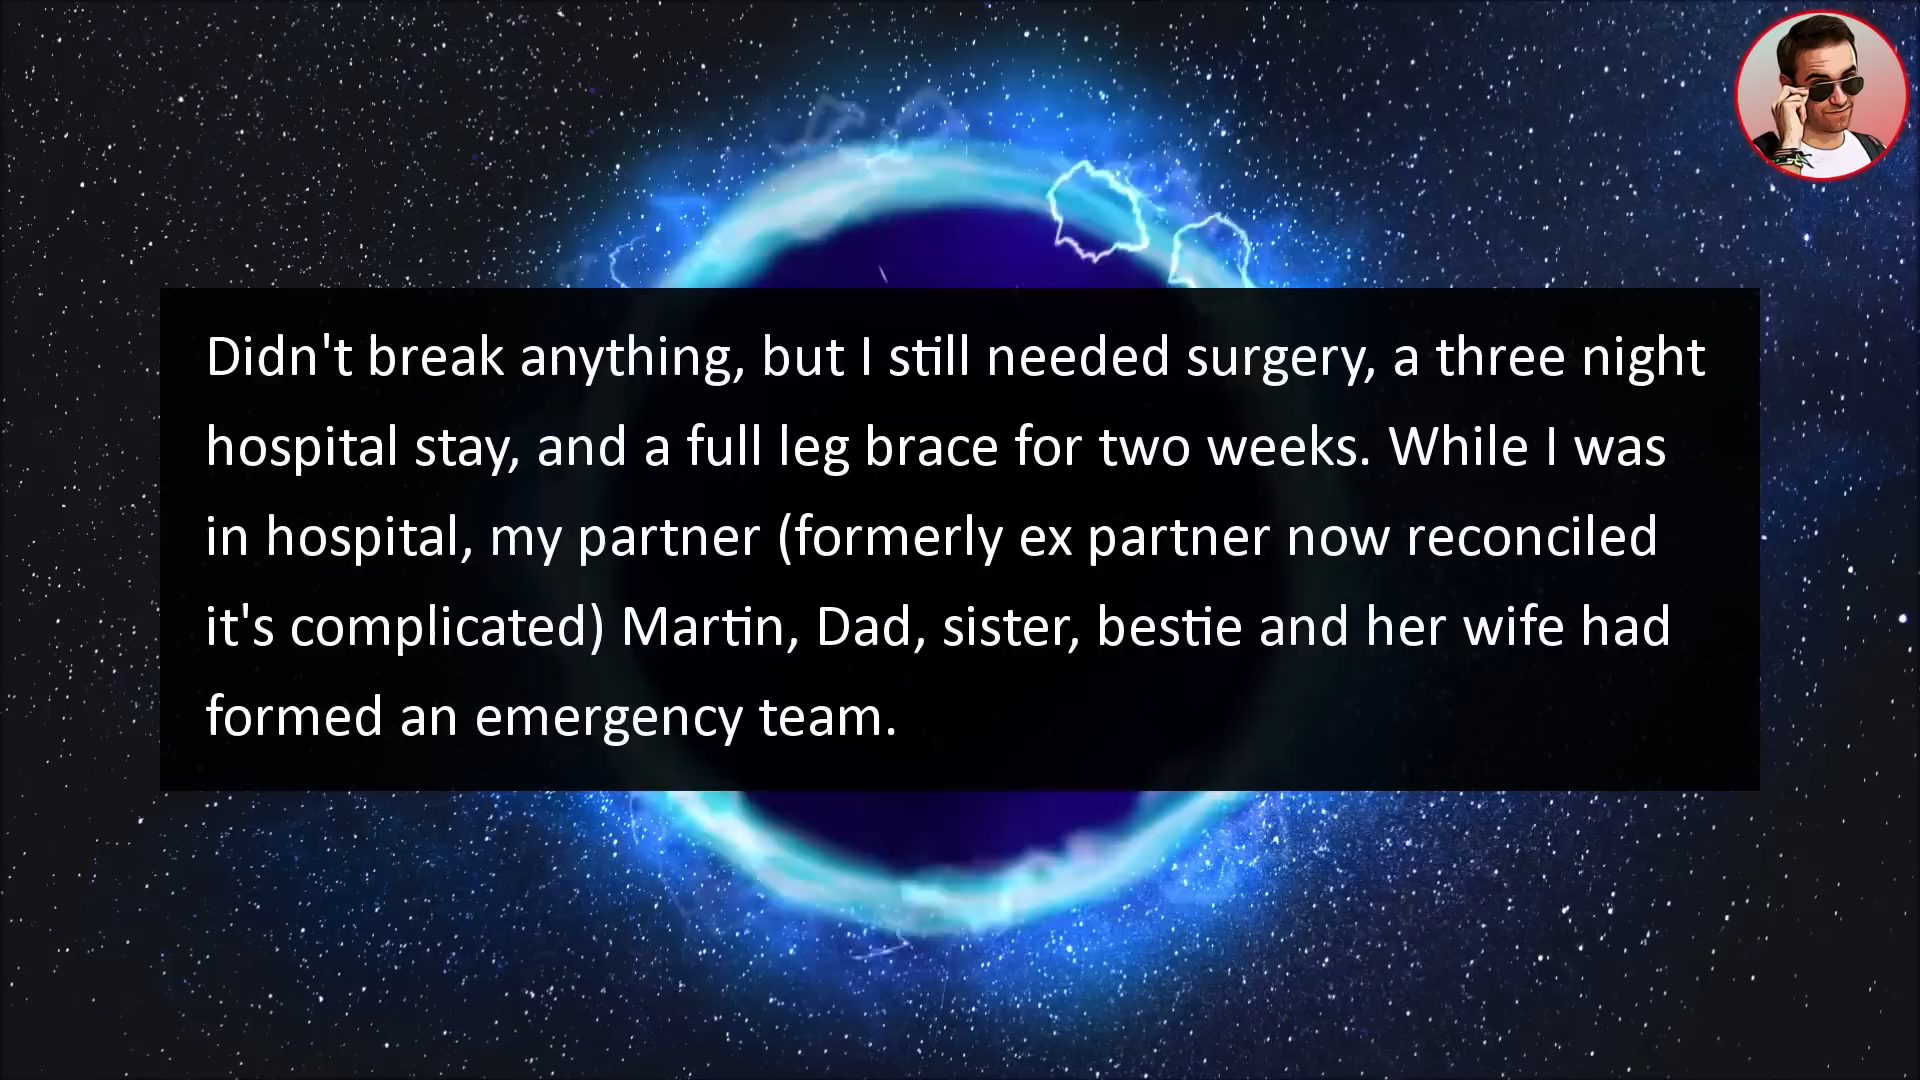 Didn't break anything, but I still needed surgery, a three night
hospital stay, and a full leg brace for two weeks. While I was
in hospital, my partner (formerly ex partner now reconciled
it's complicated) Martin, Dad, sister, bestie and her wife had
formed an emergency team.